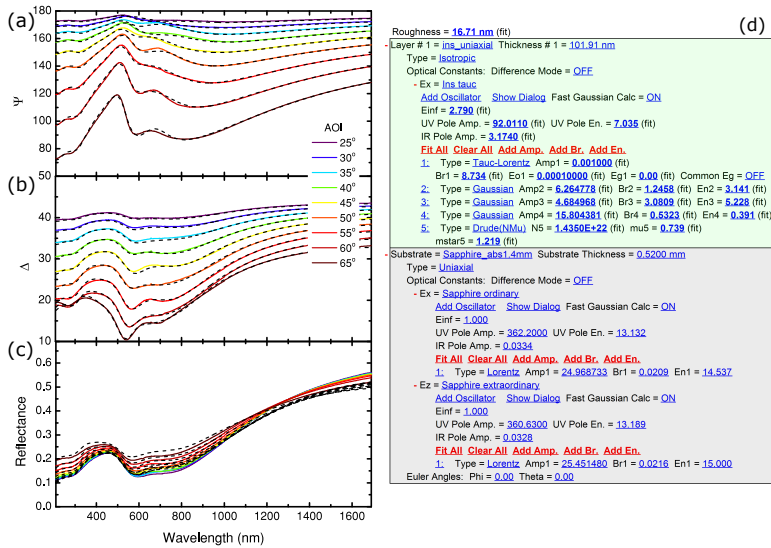 (a)
180
160
140
120
100
80
Ψ
50
(b)
40
30
20
10
Δ
AOI
25°
30°
35°
40°
45°
50°
55°
60°
65°
(c)
0.5
0.4
0.3
0.2
0.1
0.0
Reflectance
400 600 800 1000 1200 1400 1600
Wavelength (nm)
(d)
Roughness = 16.71 nm (fit)
- Layer # 1 = ins_uniaxial Thickness # 1 = 101.91 nm
Type = Isotropic
Optical Constants: Difference Mode = OFF
- Ex = Ins tauc
Add Oscillator Show Dialog Fast Gaussian Calc = ON
Einf = 2.790 (fit)
UV Pole Amp. = 92.0110 (fit) UV Pole En. = 7.035 (fit)
IR Pole Amp. = 3.1740 (fit)
Fit All Clear All Add Amp. Add Br. Add En.
1: Type = Tauc-Lorentz Amp1 = 0.001000 (fit)
Br1 = 8.734 (fit) Eo1 = 0.00010000 (fit) Eg1 = 0.00 (fit) Common Eg = OFF
2: Type = Gaussian Amp2 = 6.264778 (fit) Br2 = 1.2458 (fit) En2 = 3.141 (fit)
3: Type = Gaussian Amp3 = 4.684968 (fit) Br3 = 3.0809 (fit) En3 = 5.228 (fit)
4: Type = Gaussian Amp4 = 15.804381 (fit) Br4 = 0.5323 (fit) En4 = 0.391 (fit)
5: Type = Drude(NMu) N5 = 1.4350E+22 (fit) mu5 = 0.739 (fit)
mstar5 = 1.219 (fit)
- Substrate = Sapphire_abs1.4mm Substrate Thickness = 0.5200 mm
Type = Uniaxial
Optical Constants: Difference Mode = OFF
- Ex = Sapphire ordinary
Add Oscillator Show Dialog Fast Gaussian Calc = ON
Einf = 1.000
UV Pole Amp. = 362.2000 UV Pole En. = 13.132
IR Pole Amp. = 0.0334
Fit All Clear All Add Amp. Add Br. Add En.
1: Type = Lorentz Amp1 = 24.968733 Br1 = 0.0209 En1 = 14.537
- Ez = Sapphire extraordinary
Add Oscillator Show Dialog Fast Gaussian Calc = ON
Einf = 1.000
UV Pole Amp. = 360.6300 UV Pole En. = 13.189
IR Pole Amp. = 0.0328
Fit All Clear All Add Amp. Add Br. Add En.
1: Type = Lorentz Amp1 = 25.451480 Br1 = 0.0216 En1 = 15.000
Euler Angles: Phi = 0.00 Theta = 0.00